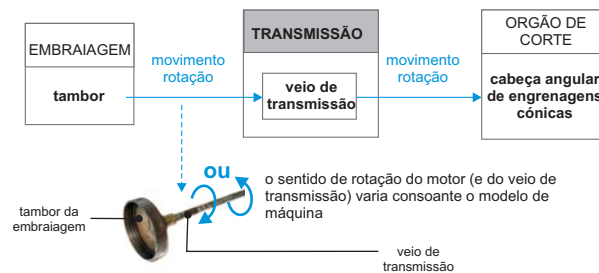 EMBRAIAGEM
tambor
movimento
rotação
TRANSMISSÃO
veio de
transmissão
movimento
rotação
ORGÃO DE
CORTE
cabeça angular
de engrenagens
cónicas
ou
o sentido de rotação do motor (e do veio de
transmissão) varia consoante o modelo de
máquina
tambor da
embraiagem
veio de
transmissão